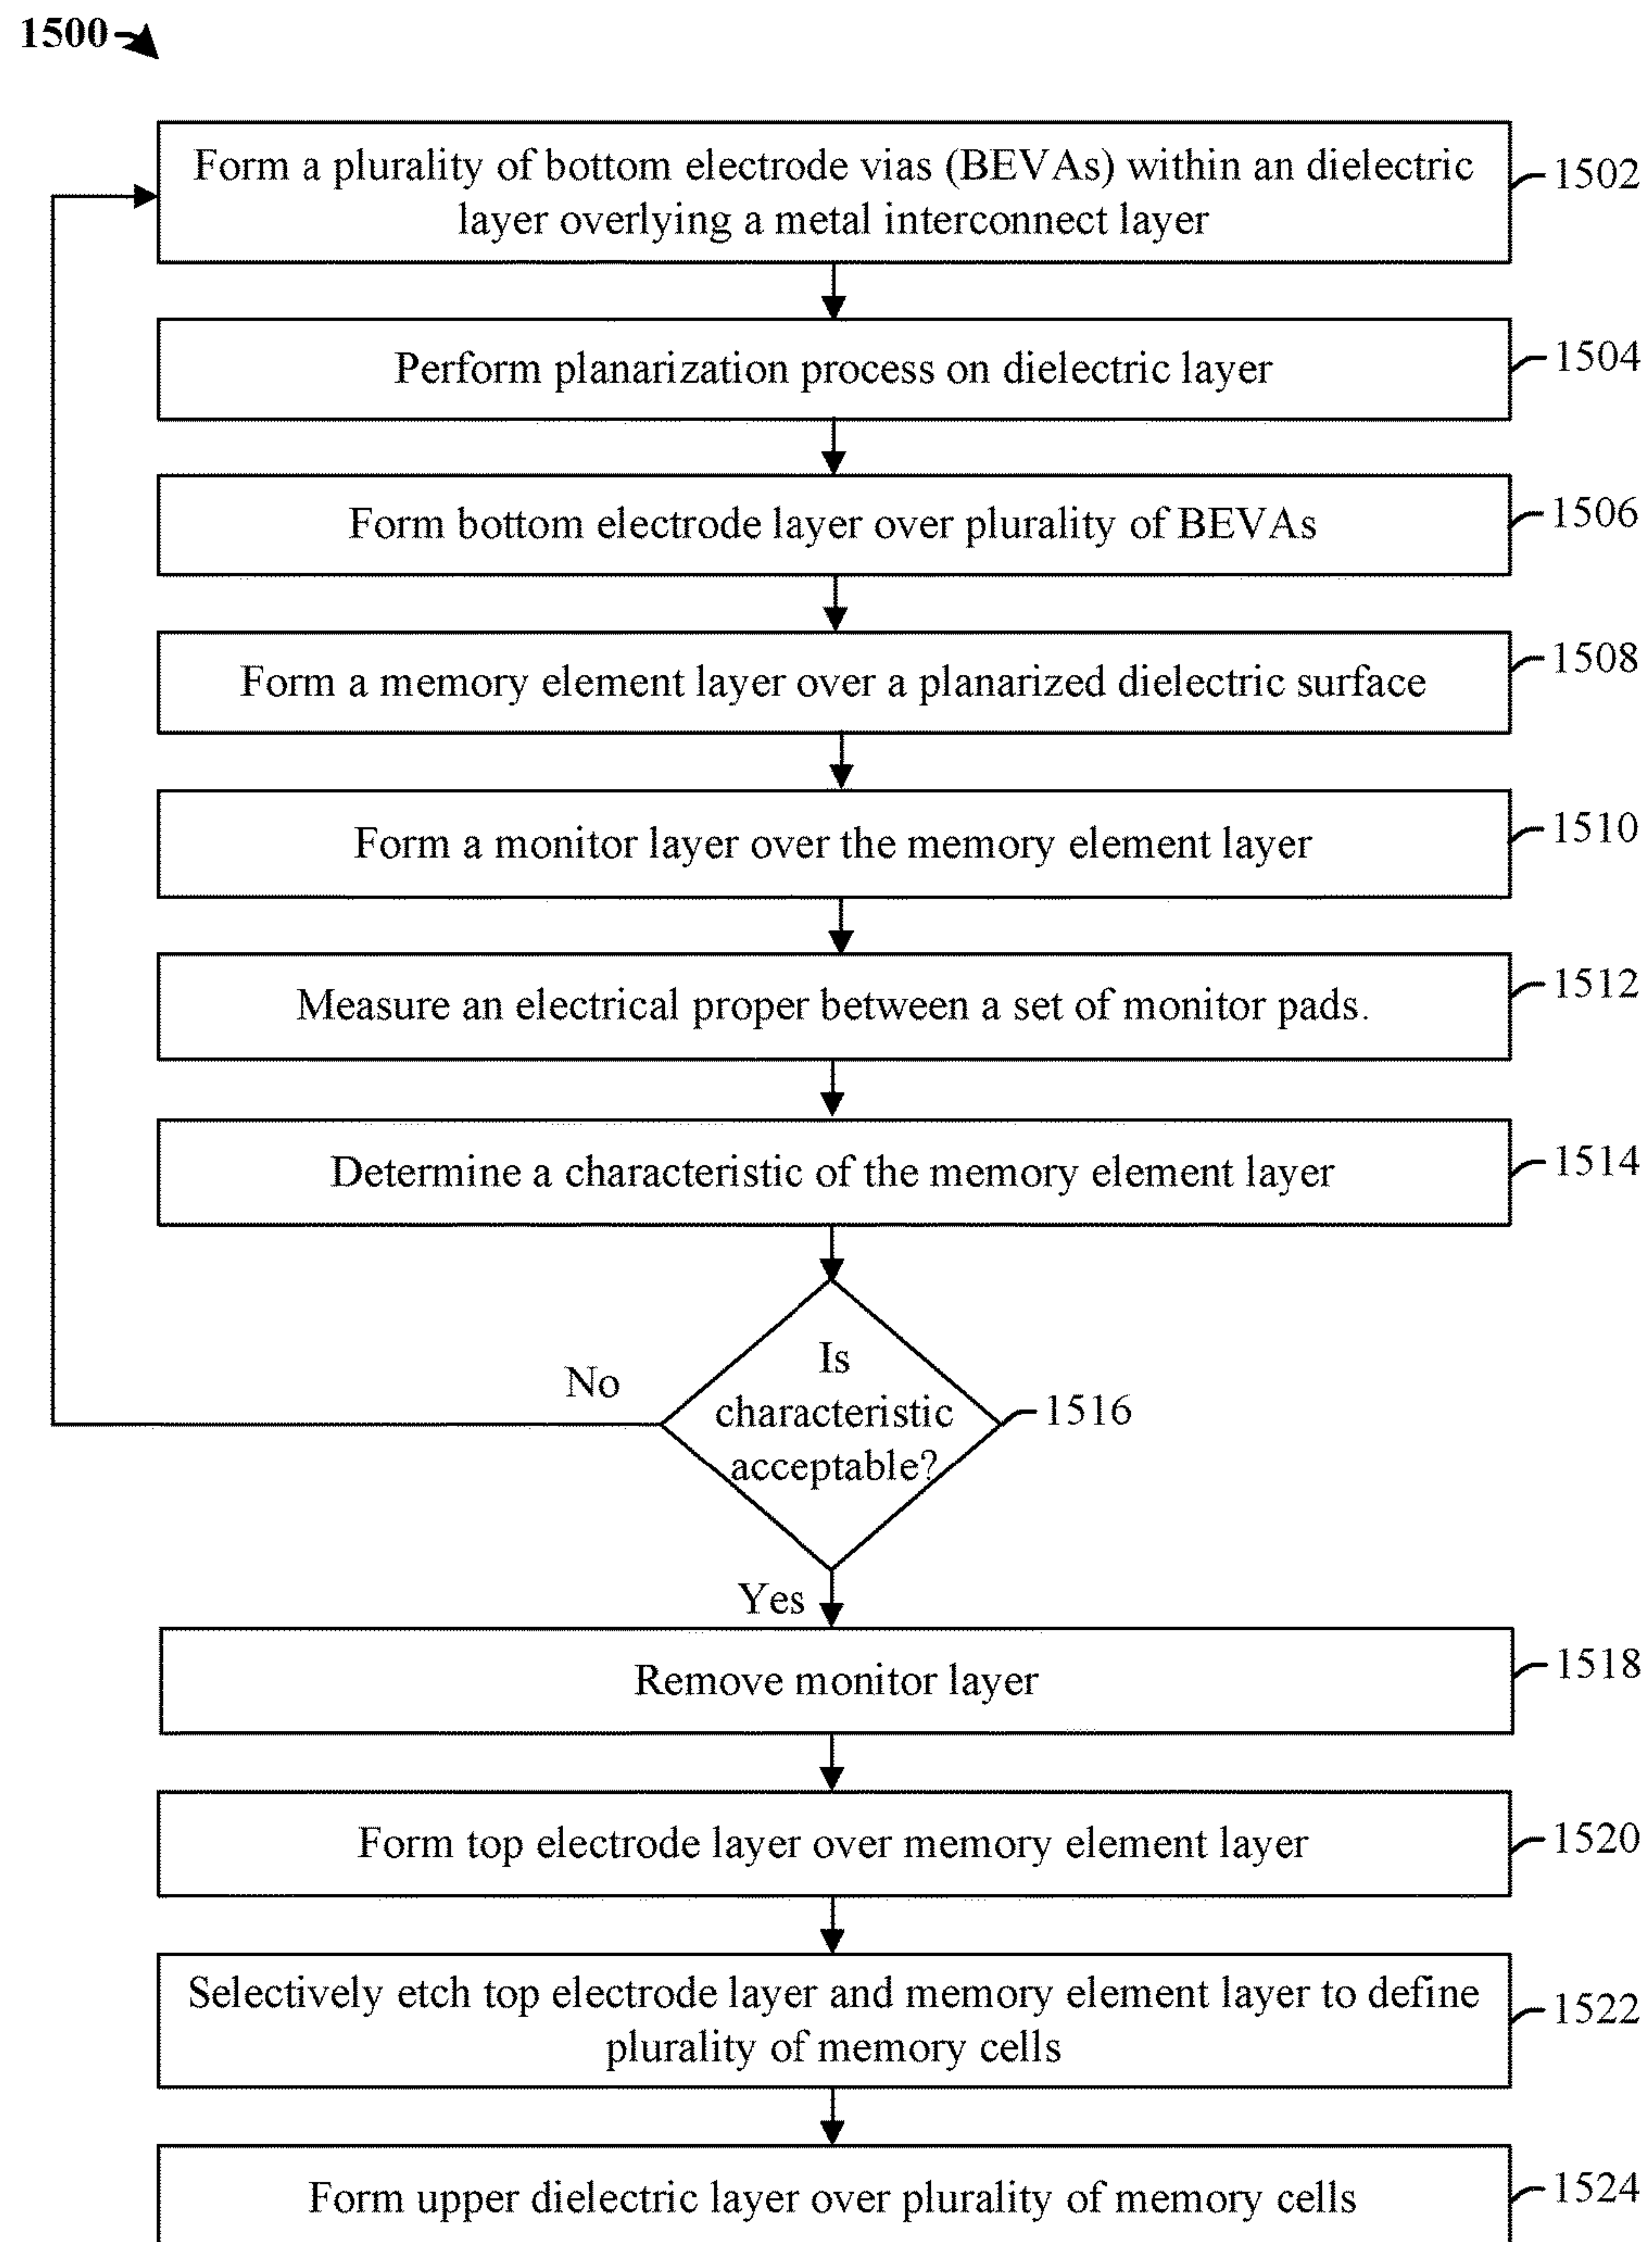 1500
Form a plurality of bottom electrode vias (BEVAs) within an dielectric
layer overlying a metal interconnect layer
1502
Perform planarization process on dielectric layer
1504
Form bottom electrode layer over plurality of BEVAs
1506
Form a memory element layer over a planarized dielectric surface
1508
Form a monitor layer over the memory element layer
1510
Measure an electrical proper between a set of monitor pads.
1512
Determine a characteristic of the memory element layer
1514
Is
characteristic
acceptable?
1516
No
Yes
Remove monitor layer
1518
Form top electrode layer over memory element layer
1520
Selectively etch top electrode layer and memory element layer to define
plurality of memory cells
1522
Form upper dielectric layer over plurality of memory cells
1524